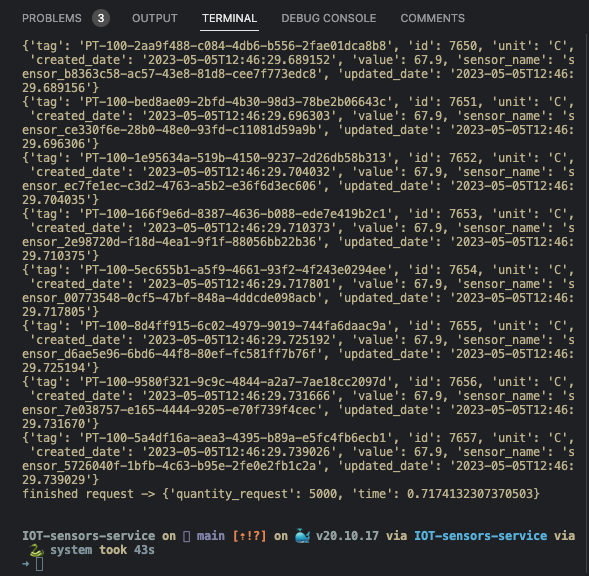 PROBLEMS 3 OUTPUT TERMINAL DEBUG CONSOLE COMMENTS
{'tag': 'PT-100-2aa9f488-c084-4db6-b556-2fae01dca8b8', 'id': 7650, 'unit': 'C',
'created_date': '2023-05-05T12:46:29.689152', 'value': 67.9, 'sensor_name': 's
ensor_b8363c58-ac57-43e8-81d8-cee7f773edc8', 'updated_date': '2023-05-05T12:46:
29.689156'}
{'tag': 'PT-100-bed8ae09-2bfd-4b30-98d3-78be2b06643c', 'id': 7651, 'unit': 'C',
'created_date': '2023-05-05T12:46:29.696303', 'value': 67.9, 'sensor_name': 's
ensor_ce330f6e-28b0-48e0-93fd-c11081d59a9b', 'updated_date': '2023-05-05T12:46:
29.696306'}
{'tag': 'PT-100-1e95634a-519b-4150-9237-2d26db58b313', 'id': 7652, 'unit': 'C',
'created_date': '2023-05-05T12:46:29.704032', 'value': 67.9, 'sensor_name': 's
ensor_ec7fe1ec-c3d2-4763-a5b2-e36f6d3ec606', 'updated_date': '2023-05-05T12:46:
29.704035'}
{'tag': 'PT-100-166f9e6d-8387-4636-b088-ede7e419b2c1', 'id': 7653, 'unit': 'C',
'created_date': '2023-05-05T12:46:29.710373', 'value': 67.9, 'sensor_name': 's
ensor_2e98720d-f18d-4ea1-9f1f-88056bb22b36', 'updated_date': '2023-05-05T12:46:
29.710375'}
{'tag': 'PT-100-5ec655b1-a5f9-4661-93f2-4f243e0294ee', 'id': 7654, 'unit': 'C',
'created_date': '2023-05-05T12:46:29.717801', 'value': 67.9, 'sensor_name': 's
ensor_00773548-0cf5-47bf-848a-4ddcde098acb', 'updated_date': '2023-05-05T12:46:
29.717805'}
{'tag': 'PT-100-8d4ff915-6c02-4979-9019-744fa6daac9a', 'id': 7655, 'unit': 'C',
'created_date': '2023-05-05T12:46:29.725192', 'value': 67.9, 'sensor_name': 's
ensor_d6ae5e96-6bd6-44f8-80ef-fc581ff7b76f', 'updated_date': '2023-05-05T12:46:
29.725194'}
{'tag': 'PT-100-9580f321-9c9c-4844-a2a7-7ae18cc2097d', 'id': 7656, 'unit': 'C',
'created_date': '2023-05-05T12:46:29.731666', 'value': 67.9, 'sensor_name': 's
ensor_7e038757-e165-4444-9205-e70f739f4cec', 'updated_date': '2023-05-05T12:46:
29.731670'}
{'tag': 'PT-100-5a4df16a-aea3-4395-b89a-e5fc4fb6ecb1', 'id': 7657, 'unit': 'C',
'created_date': '2023-05-05T12:46:29.739026', 'value': 67.9, 'sensor_name': 's
ensor_5726040f-1bfb-4c63-b95e-2fe0e2fb1c2a', 'updated_date': '2023-05-05T12:46:
29.739029'}
finished request -> {'quantity_request': 5000, 'time': 0.7174132307370503}
IOT-sensors-service on main [⇡!?] on 🐳 v20.10.17 via IOT-sensors-service via
🐍 system took 43s
➜